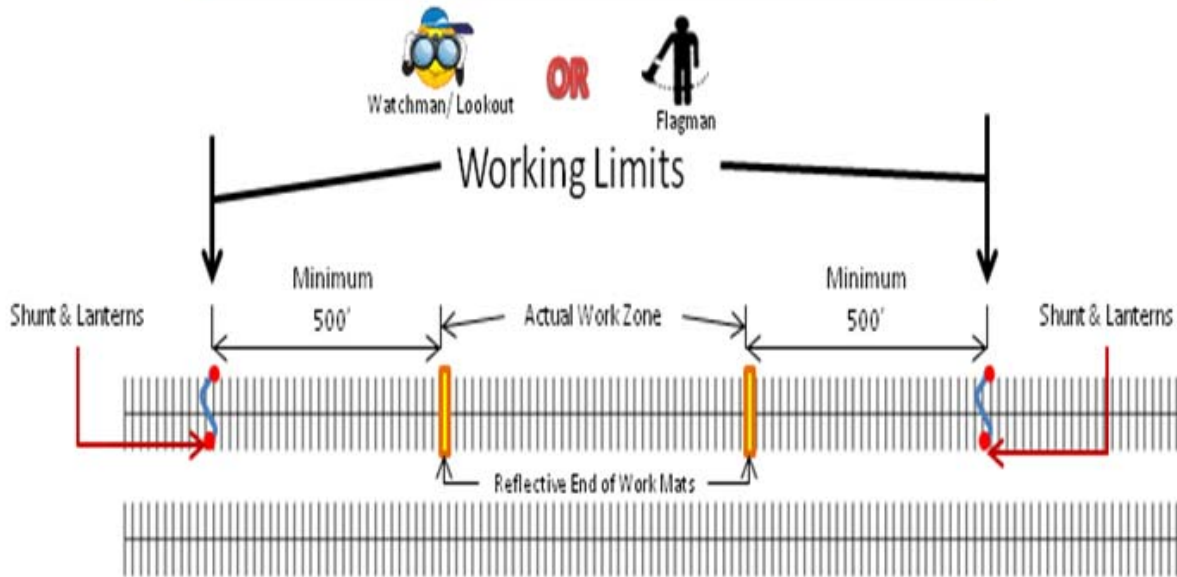 Watchman/ Lookout
OR
Flagman
Working Limits
Minimum
500'
Minimum
500'
Shunt & Lanterns
Actual Work Zone
Shunt & Lanterns
Reflective End of Work Mats